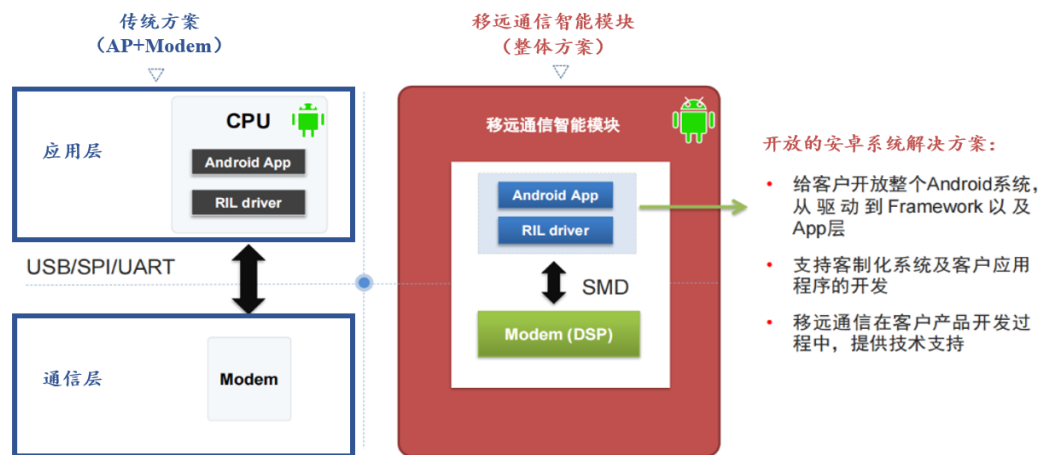 传统方案
（AP+Modem）
应用层
CPU
Android App
RIL driver
USB/SPI/UART
通信层
Modem
移远通信智能模块
（整体方案）
移远通信智能模块
Android App
RIL driver
SMD
Modem (DSP)
开放的安卓系统解决方案：
• 给客户开放整个Android系统，
从驱动到Framework以及
App层
• 支持客制化系统及客户应用
程序的开发
• 移远通信在客户产品开发过
程中，提供技术支持